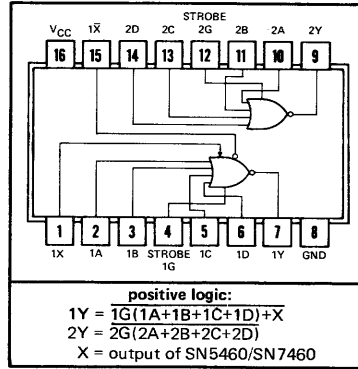 STROBE
VCC 1X̅ 2D 2C 2G 2B 2A 2Y
16 15 14 13 12 11 10 9
1 2 3 4 5 6 7 8
1X 1A 1B STROBE 1C 1D 1Y GND
1G
positive logic:
1Y = 1G(1A+1B+1C+1D)+X
2Y = 2G(2A+2B+2C+2D)
X = output of SN5460/SN7460